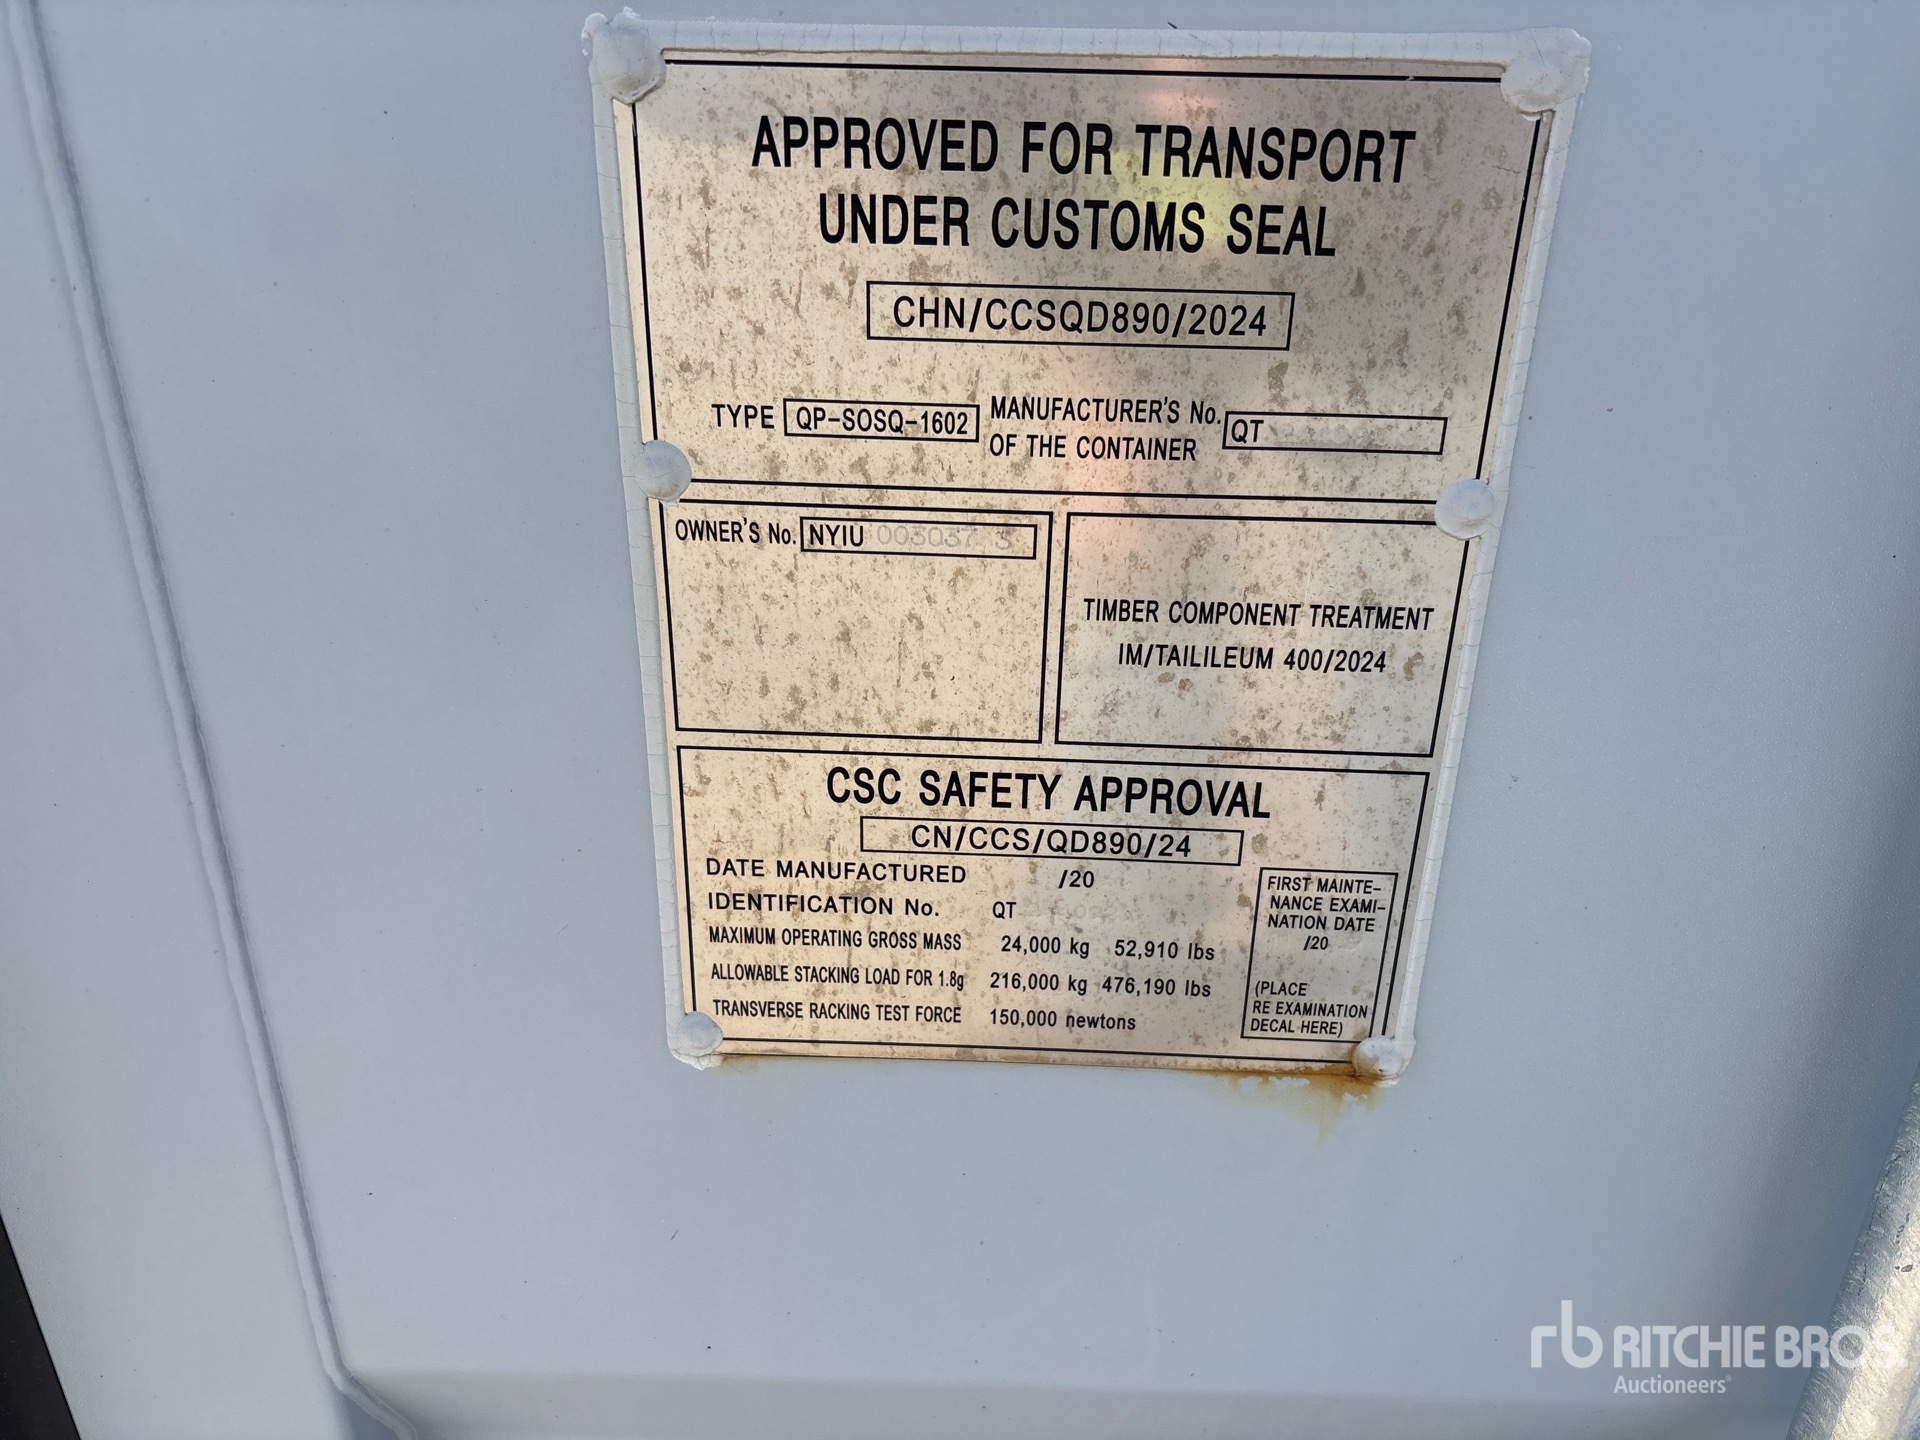 APPROVED FOR TRANSPORT
UNDER CUSTOMS SEAL
CHN/CCSQD890/2024
TYPE QP-SOSQ-1602
MANUFACTURER'S No.
OF THE CONTAINER
QT
OWNER'S No. NYIU 003037 3
TIMBER COMPONENT TREATMENT
IM/TAILILEUM 400/2024
CSC SAFETY APPROVAL
CN/CCS/QD890/24
DATE MANUFACTURED /20
IDENTIFICATION No. QT
MAXIMUM OPERATING GROSS MASS 24,000 kg 52,910 lbs
ALLOWABLE STACKING LOAD FOR 1.8g 216,000 kg 476,190 lbs
TRANSVERSE RACKING TEST FORCE 150,000 newtons
FIRST MAINTE-
NANCE EXAMI-
NATION DATE
/20
(PLACE
RE EXAMINATION
DECAL HERE)
rb RITCHIE BROS.
Auctioneers